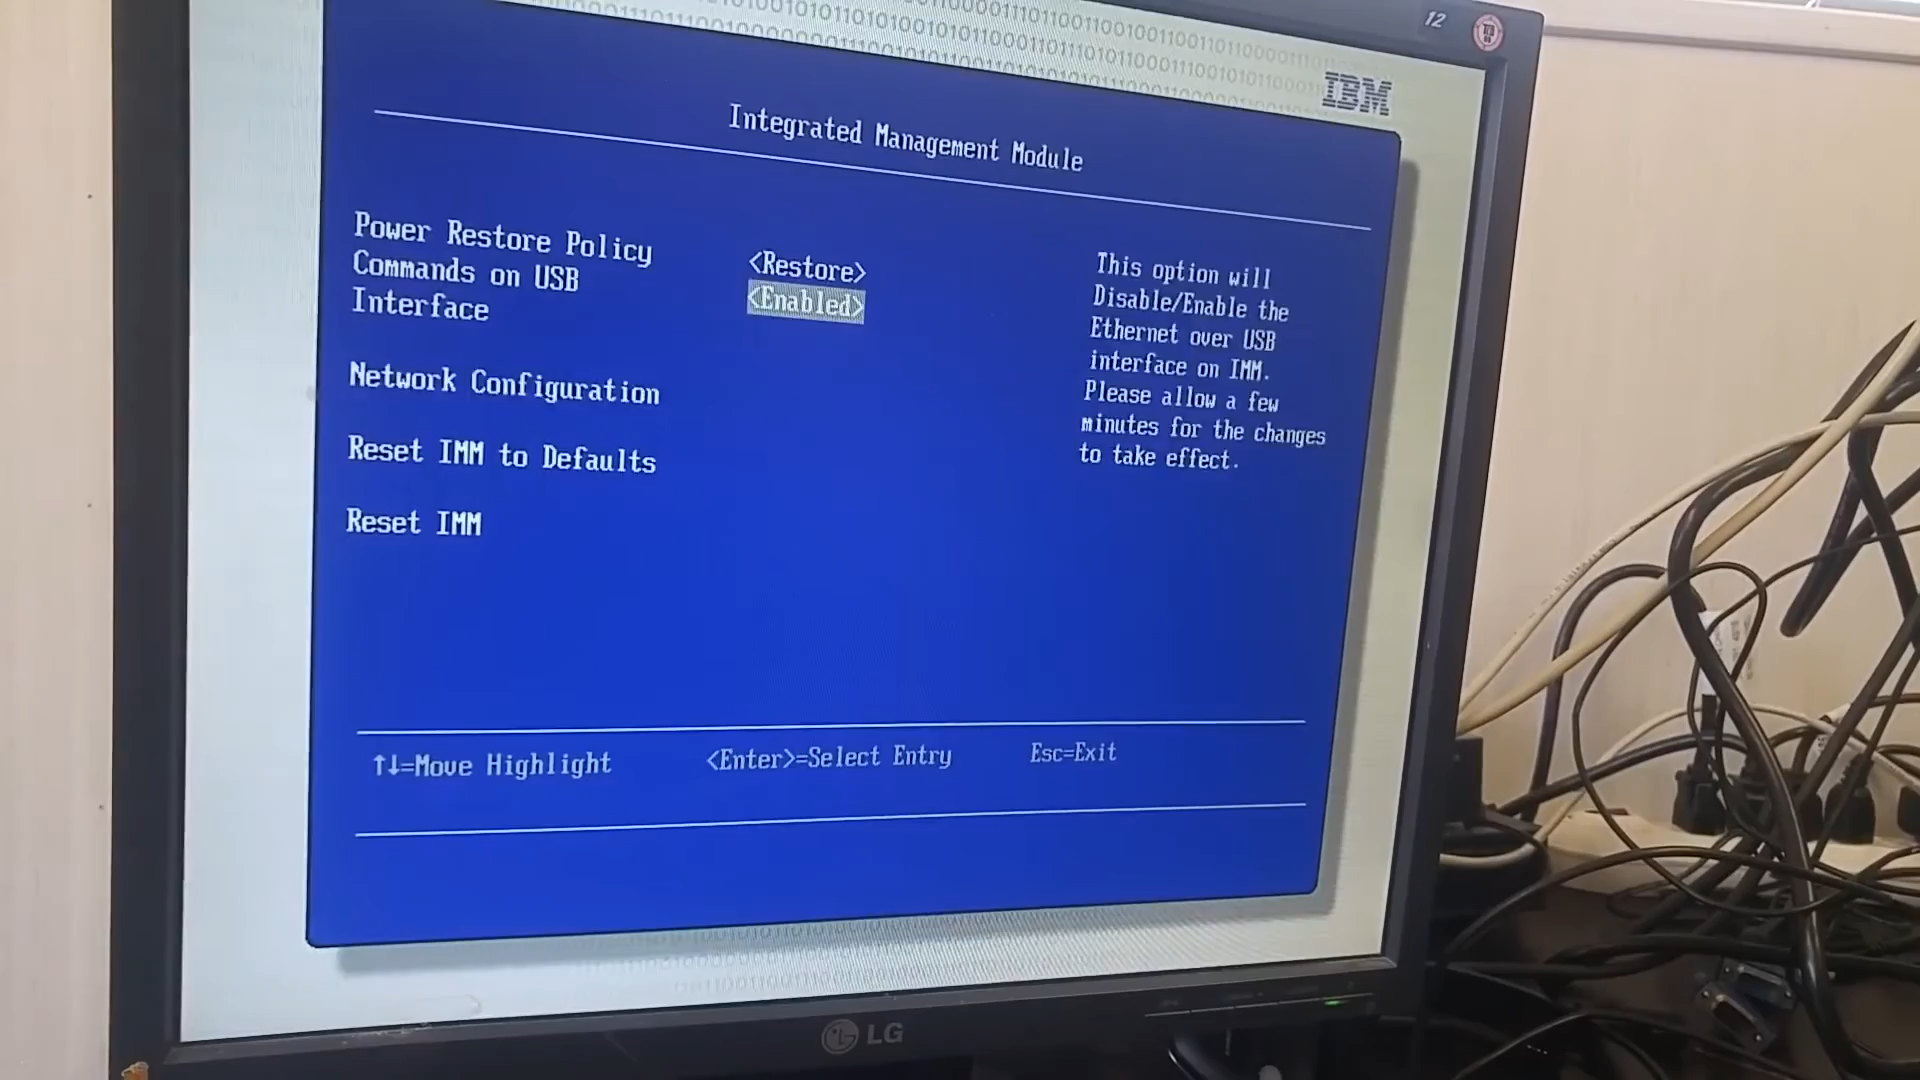 12
IBM
Integrated Management Module
Power Restore Policy <Restore>
Commands on USB <Enabled>
Interface
Network Configuration
Reset IMM to Defaults
Reset IMM
This option will
Disable/Enable the
Ethernet over USB
interface on IMM.
Please allow a few
minutes for the changes
to take effect.
↑↓=Move Highlight <Enter>=Select Entry Esc=Exit
LG